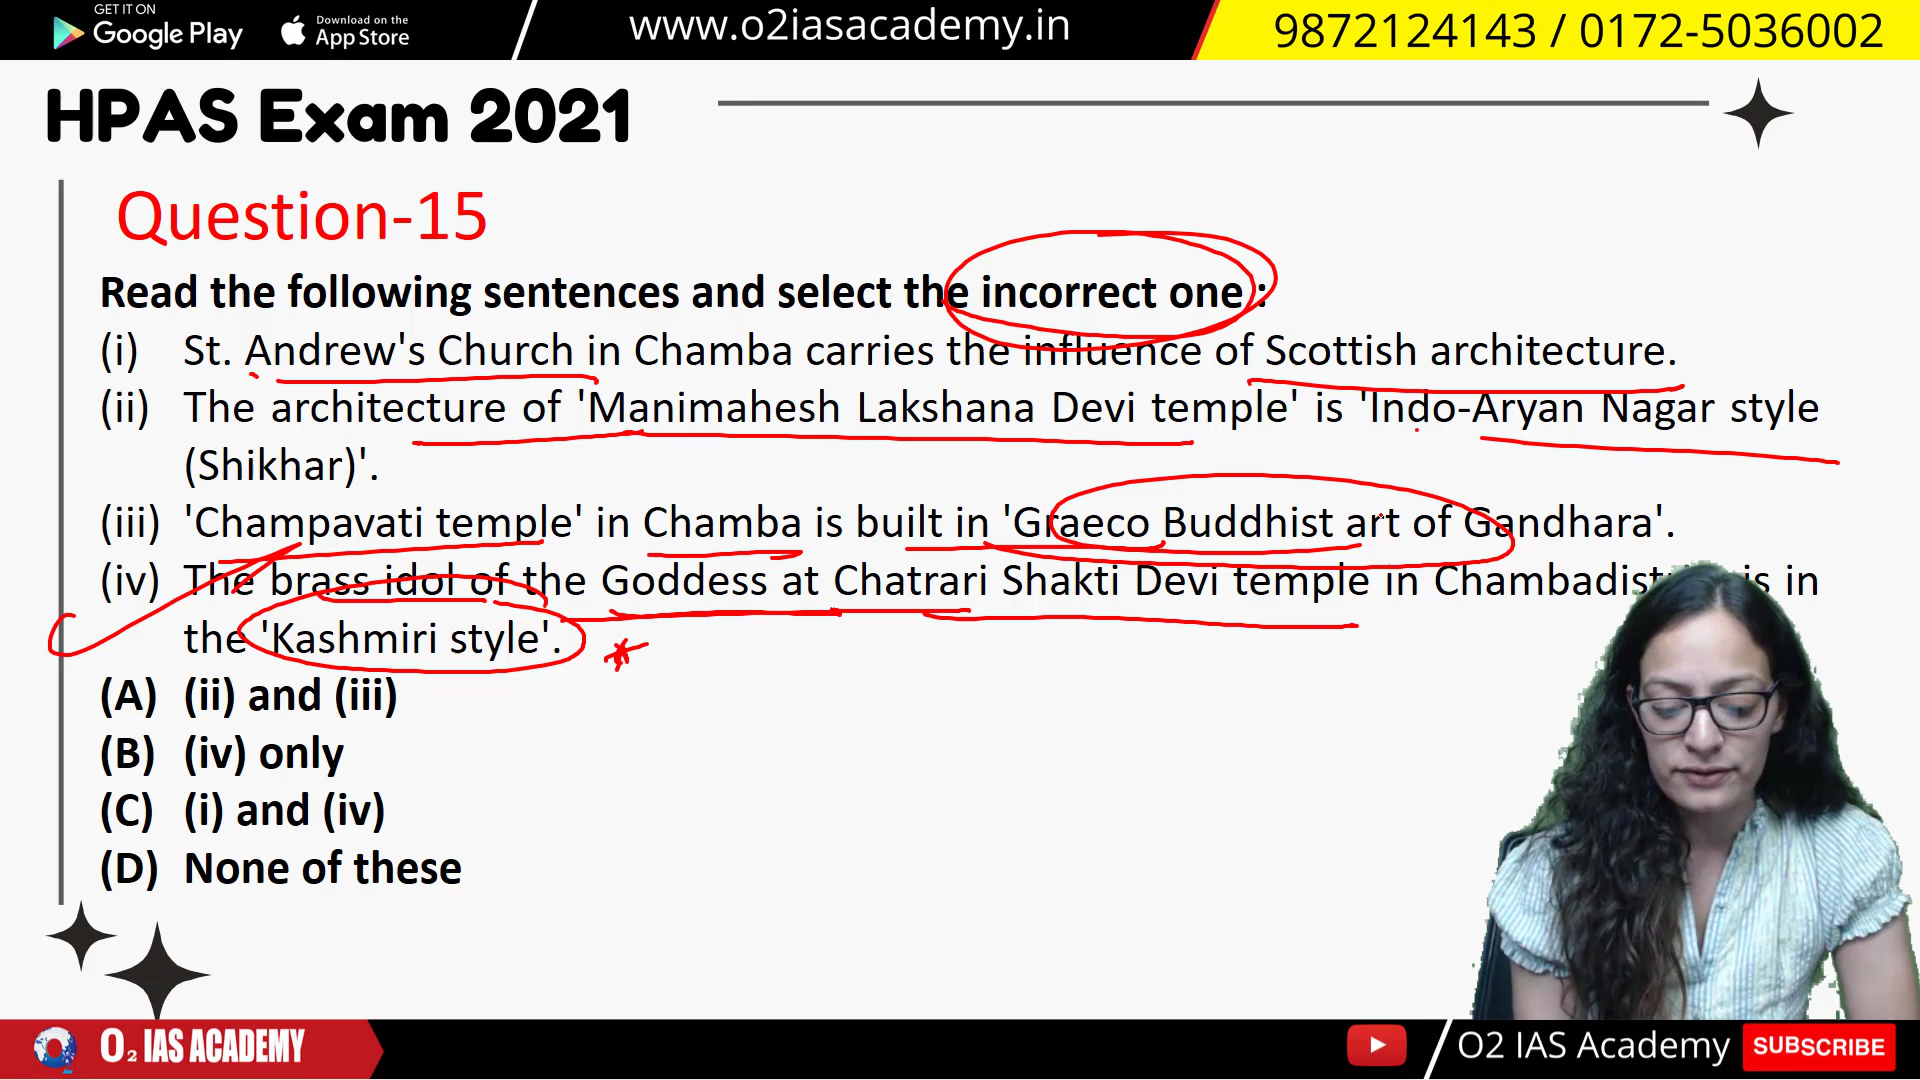 GET IT ON
Google Play
Download on the
App Store
www.o2iasacademy.in
9872124143 / 0172-5036002
HPAS Exam 2021
Question-15
Read the following sentences and select the incorrect one :
(i) St. Andrew's Church in Chamba carries the influence of Scottish architecture.
(ii) The architecture of 'Manimahesh Lakshana Devi temple' is 'Indo-Aryan Nagar style
(Shikhar)'.
(iii) 'Champavati temple' in Chamba is built in 'Graeco Buddhist art of Gandhara'.
(iv) The brass idol of the Goddess at Chatrari Shakti Devi temple in is in
the 'Kashmiri style'.
(A) (ii) and (iii)
(B) (iv) only
(C) (i) and (iv)
(D) None of these
O2 IAS ACADEMY
O2 IAS Academy
SUBSCRIBE